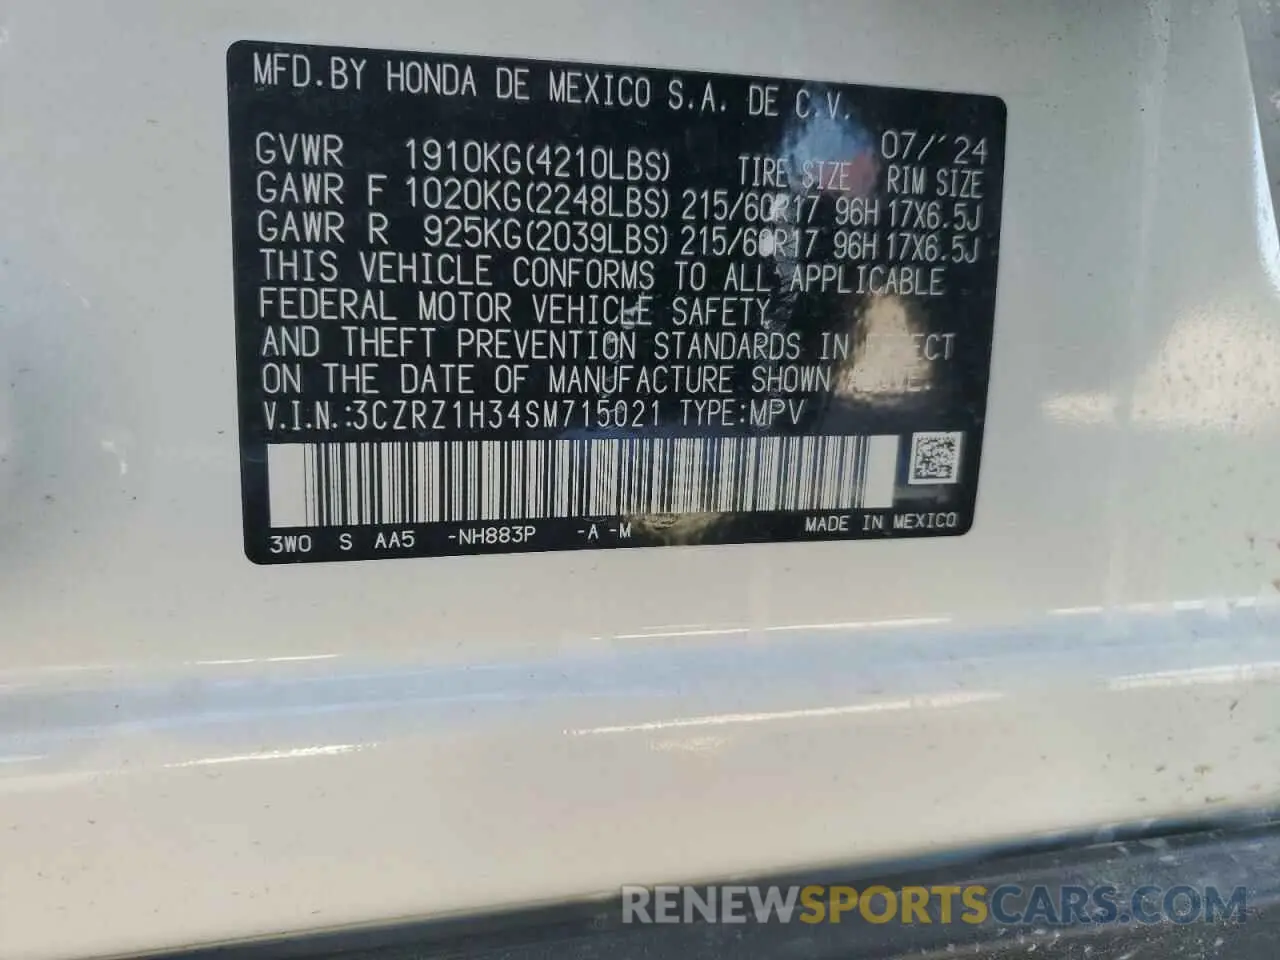 MFD.BY HONDA DE MEXICO S.A. DE C.V.
07/'24
GVWR 1910KG(4210LBS) TIRE SIZE RIM SIZE
GAWR F 1020KG(2248LBS) 215/60R17 96H 17X6.5J
GAWR R 925KG(2039LBS) 215/60R17 96H 17X6.5J
THIS VEHICLE CONFORMS TO ALL APPLICABLE
FEDERAL MOTOR VEHICLE SAFETY
AND THEFT PREVENTION STANDARDS IN EFFECT
ON THE DATE OF MANUFACTURE SHOWN ABOVE.
V.I.N.:3CZRZ1H34SM715021 TYPE:MPV
3W0 S AA5 -NH883P -A -M MADE IN MEXICO
RENEWSPORTSCARS.COM